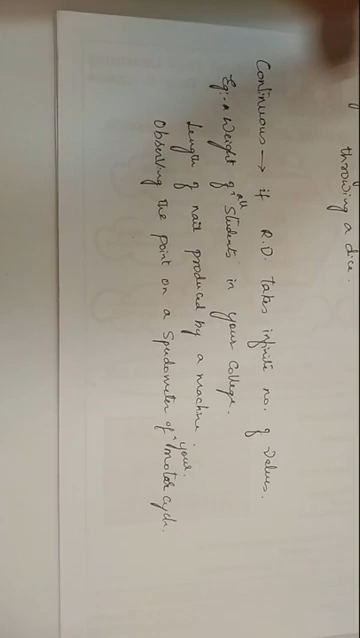 throwing a dice.
Continuous → if R.D takes infinite no. of values.
Eg:- Weight of all students in your College.
Length of nail produced by a machine.
Observing the point on a Speedometer of your motor cycle.